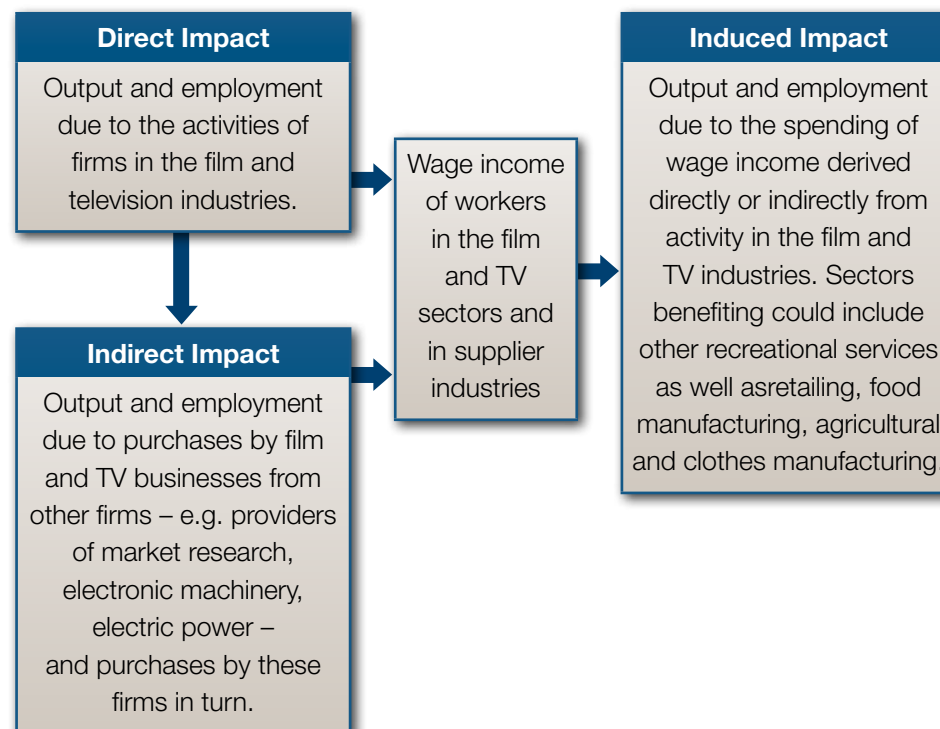 Direct Impact
Output and employment
due to the activities of
firms in the film and
television industries.
Indirect Impact
Output and employment
due to purchases by film
and TV businesses from
other firms – e.g. providers
of market research,
electronic machinery,
electric power –
and purchases by these
firms in turn.
Wage income
of workers
in the film
and TV
sectors and
in supplier
industries
Induced Impact
Output and employment
due to the spending of
wage income derived
directly or indirectly from
activity in the film and
TV industries. Sectors
benefiting could include
other recreational services
as well asretailing, food
manufacturing, agricultural
and clothes manufacturing.